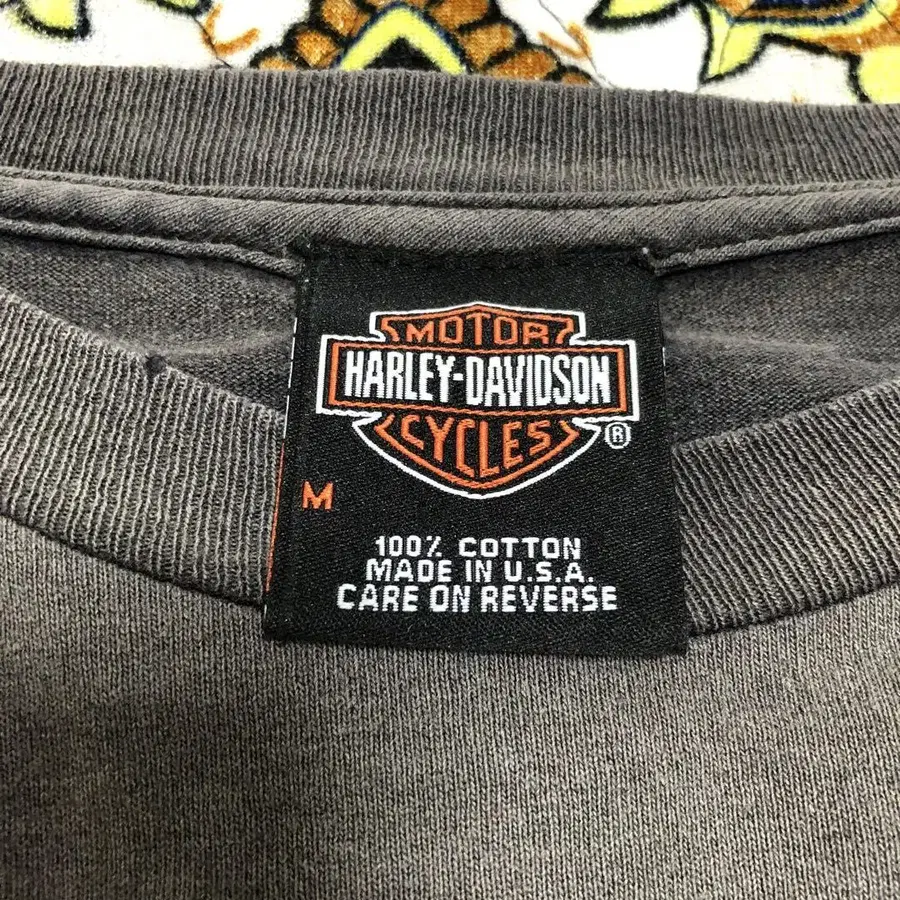 MOTOR
HARLEY-DAVIDSON
CYCLES
®
M
100% COTTON
MADE IN U.S.A.
CARE ON REVERSE